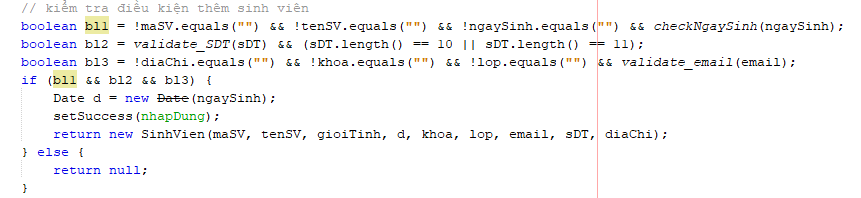 // kiểm tra điều kiện thêm sinh viên
boolean bl1 = !maSV.equals("") && !tenSV.equals("") && !ngaySinh.equals("") && checkNgaySinh(ngaySinh);
boolean bl2 = validate_SDT(sDT) && (sDT.length() == 10 || sDT.length() == 11);
boolean bl3 = !diaChi.equals("") && !khoa.equals("") && !lop.equals("") && validate_email(email);
if (bl1 && bl2 && bl3) {
Date d = new Date(ngaySinh);
setSuccess(nhapDung);
return new SinhVien(maSV, tenSV, gioiTinh, d, khoa, lop, email, sDT, diaChi);
} else {
return null;
}